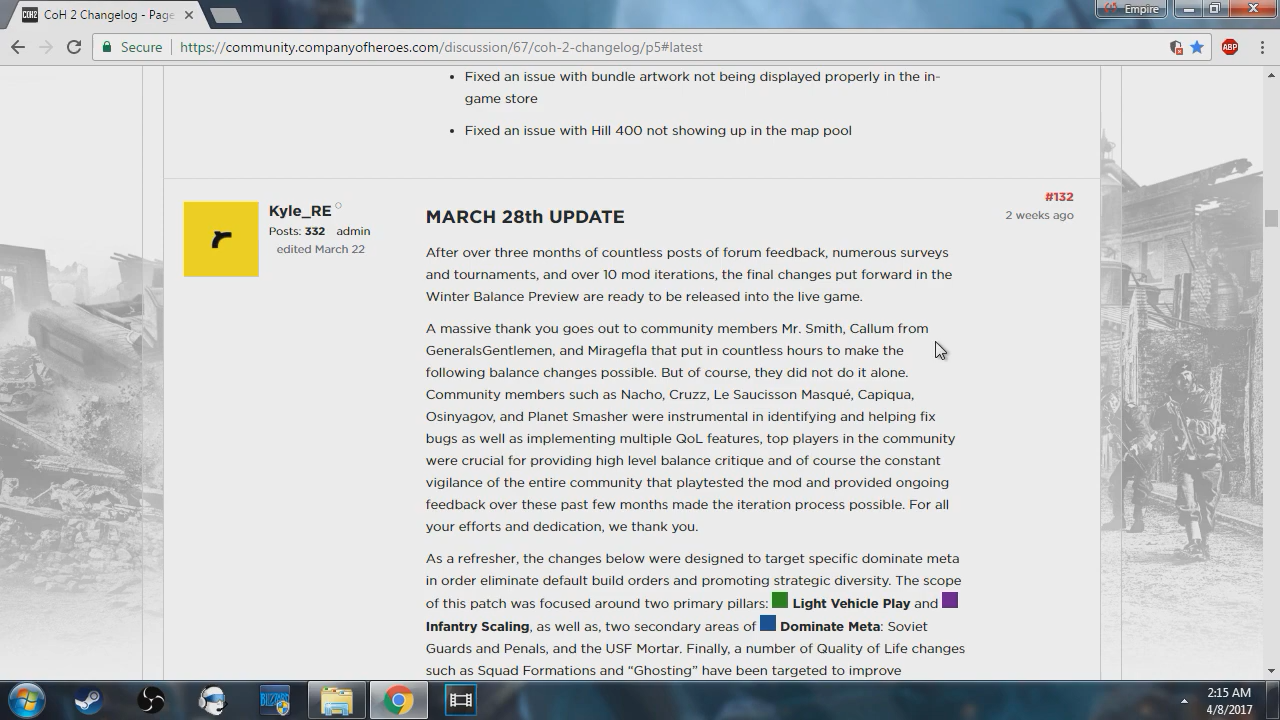 CoH 2 Changelog - Page
Empire
Secure
https://community.companyofheroes.com/discussion/67/coh-2-changelog/p5#latest
ABP
Fixed an issue with bundle artwork not being displayed properly in the in-
game store
Fixed an issue with Hill 400 not showing up in the map pool
Kyle_RE
Posts: 332 admin
edited March 22
#132
2 weeks ago
MARCH 28th UPDATE
After over three months of countless posts of forum feedback, numerous surveys
and tournaments, and over 10 mod iterations, the final changes put forward in the
Winter Balance Preview are ready to be released into the live game.
A massive thank you goes out to community members Mr. Smith, Callum from
GeneralsGentlemen, and Miragefla that put in countless hours to make the
following balance changes possible. But of course, they did not do it alone.
Community members such as Nacho, Cruzz, Le Saucisson Masqué, Capiqua,
Osinyagov, and Planet Smasher were instrumental in identifying and helping fix
bugs as well as implementing multiple QoL features, top players in the community
were crucial for providing high level balance critique and of course the constant
vigilance of the entire community that playtested the mod and provided ongoing
feedback over these past few months made the iteration process possible. For all
your efforts and dedication, we thank you.
As a refresher, the changes below were designed to target specific dominate meta
in order eliminate default build orders and promoting strategic diversity. The scope
of this patch was focused around two primary pillars: Light Vehicle Play and
Infantry Scaling, as well as, two secondary areas of Dominate Meta: Soviet
Guards and Penals, and the USF Mortar. Finally, a number of Quality of Life changes
such as Squad Formations and “Ghosting” have been targeted to improve
BLIZZARD
2:15 AM
4/8/2017